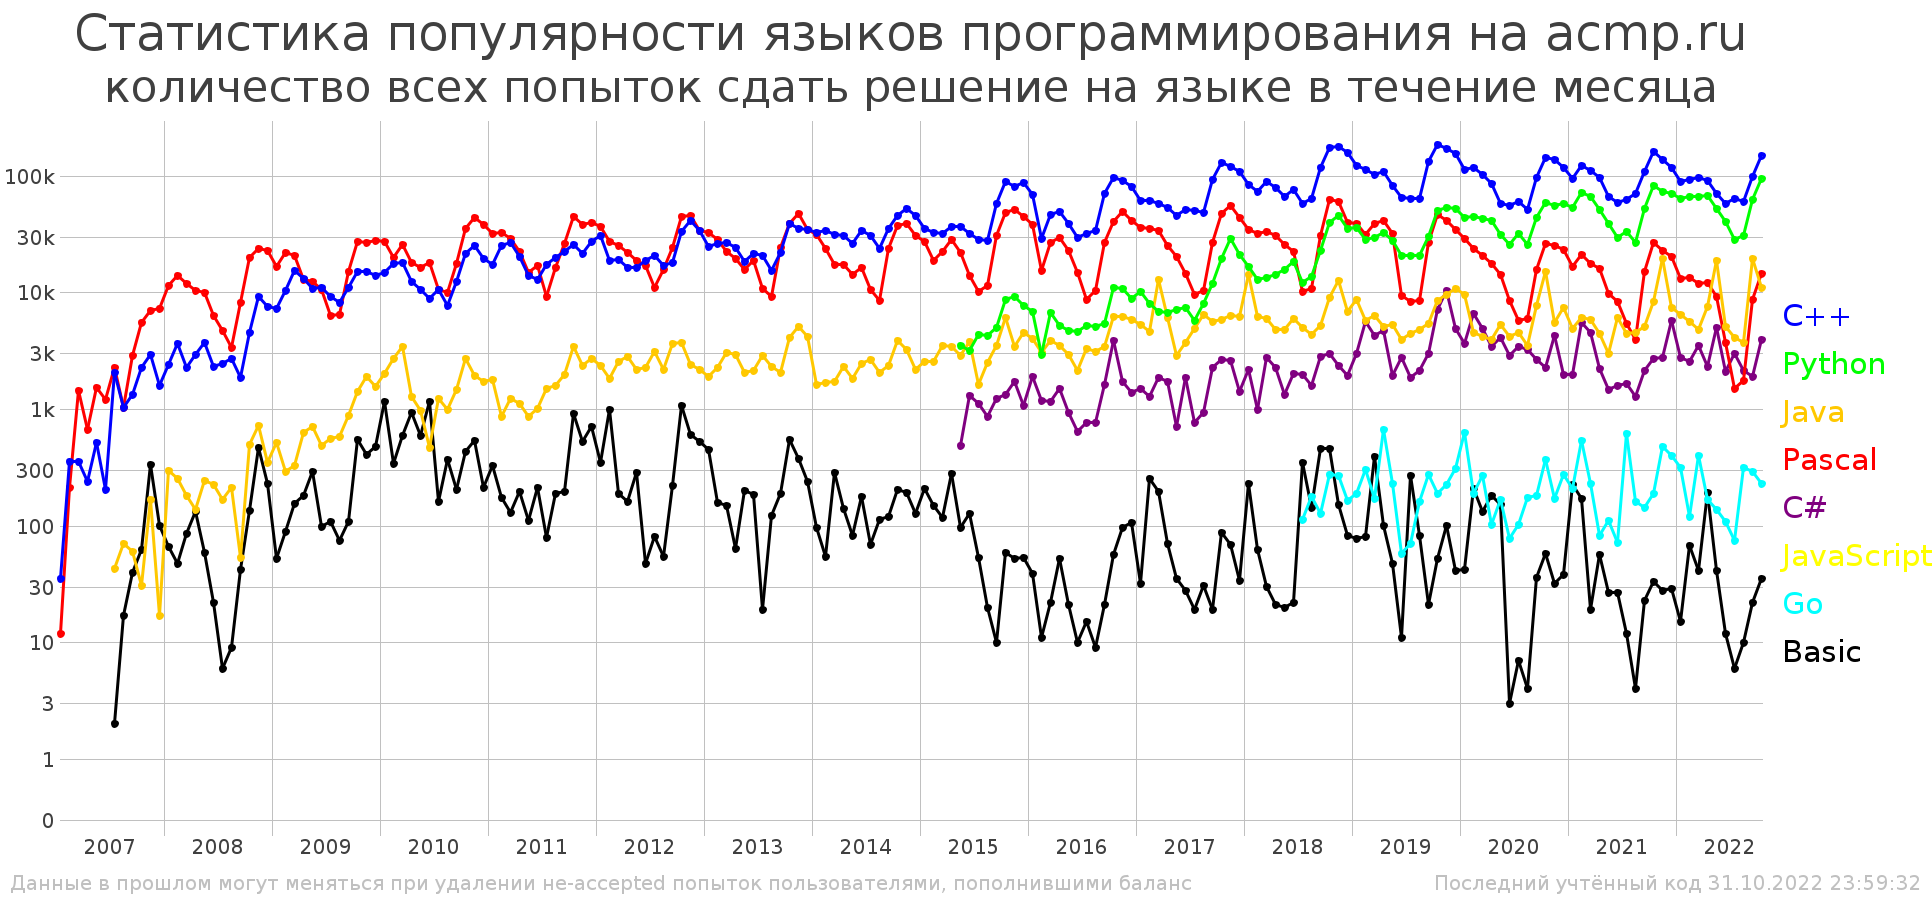 Статистика популярности языков программирования на acmp.ru
количество всех попыток сдать решение на языке в течение месяца
100k
30k
10k
3k
1k
300
100
30
10
3
1
0
2007 2008 2009 2010 2011 2012 2013 2014 2015 2016 2017 2018 2019 2020 2021 2022
C++
Python
Java
Pascal
C#
JavaScript
Go
Basic
Данные в прошлом могут меняться при удалении не-accepted попыток пользователями, пополнившими баланс
Последний учтённый код 31.10.2022 23:59:32